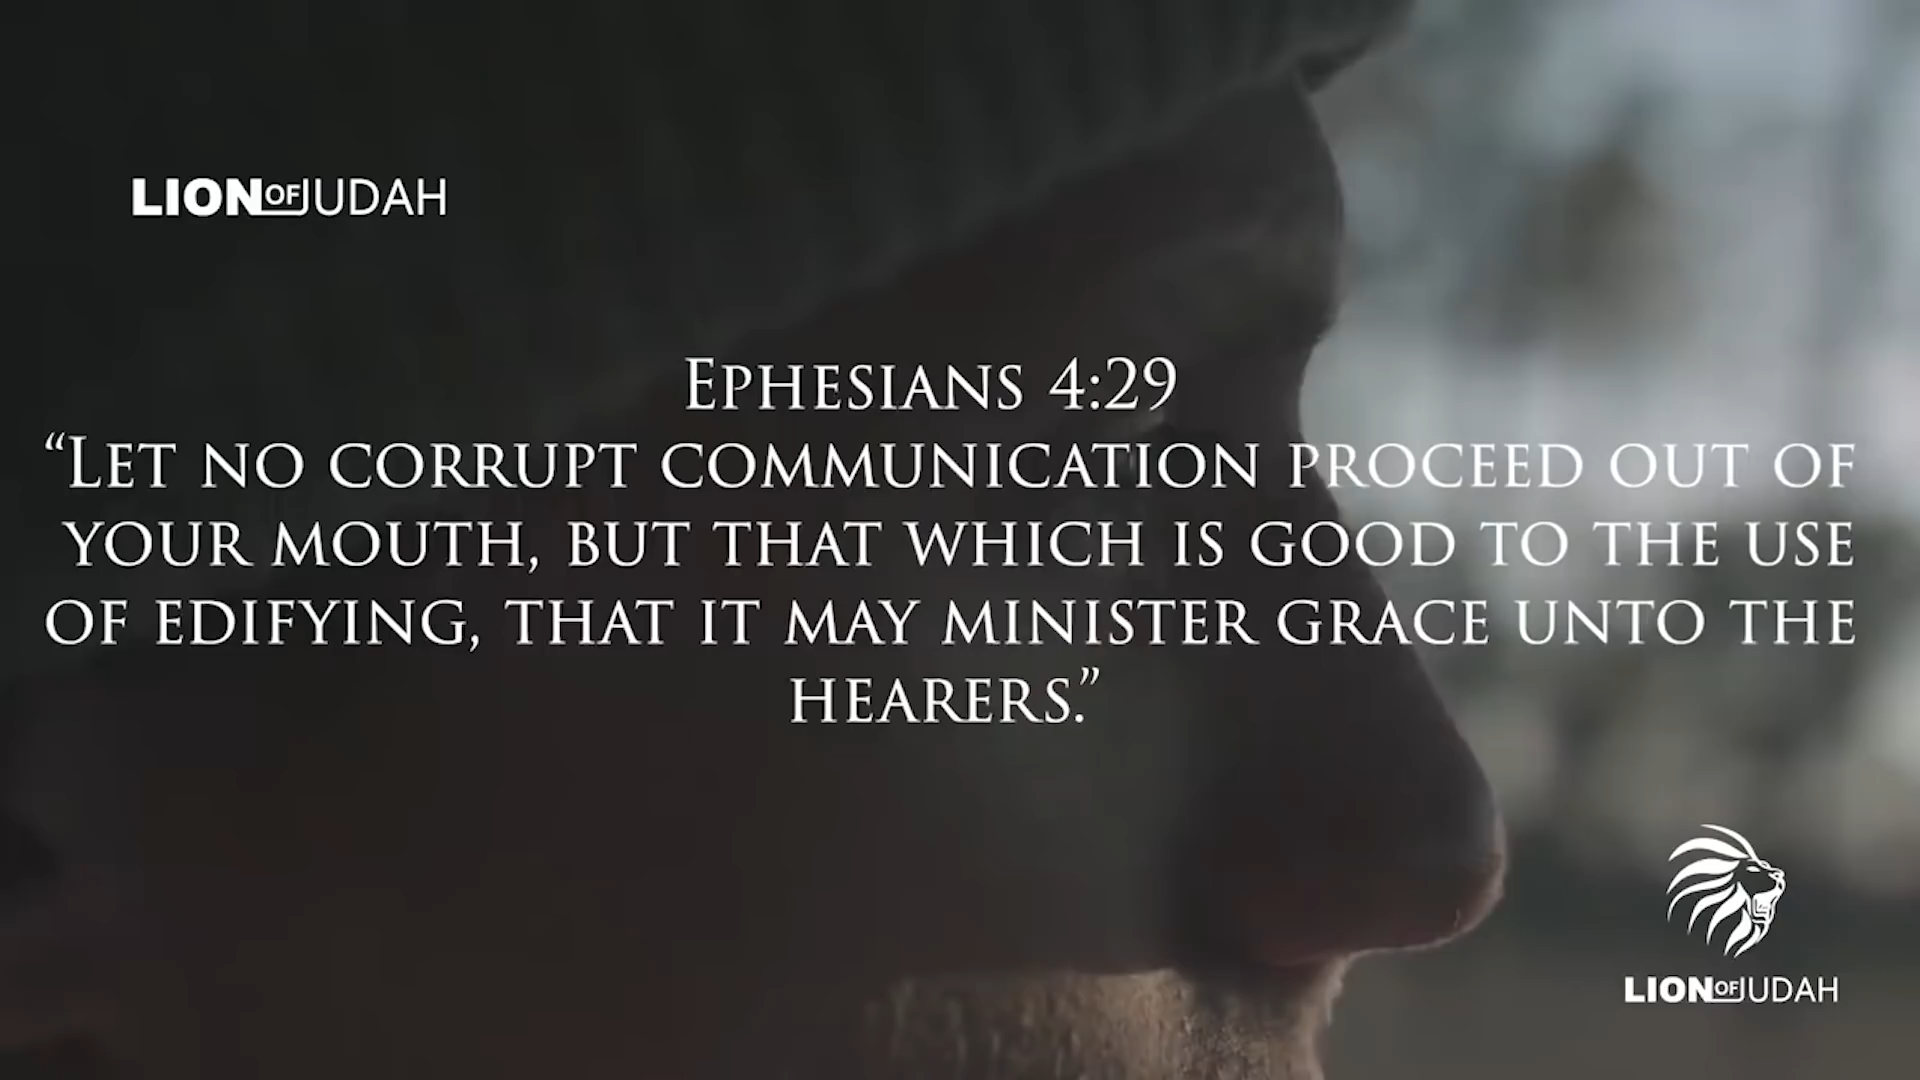 LION OF JUDAH
Ephesians 4:29
“Let no corrupt communication proceed out of
your mouth, but that which is good to the use
of edifying, that it may minister grace unto the
hearers.”
LION OF JUDAH